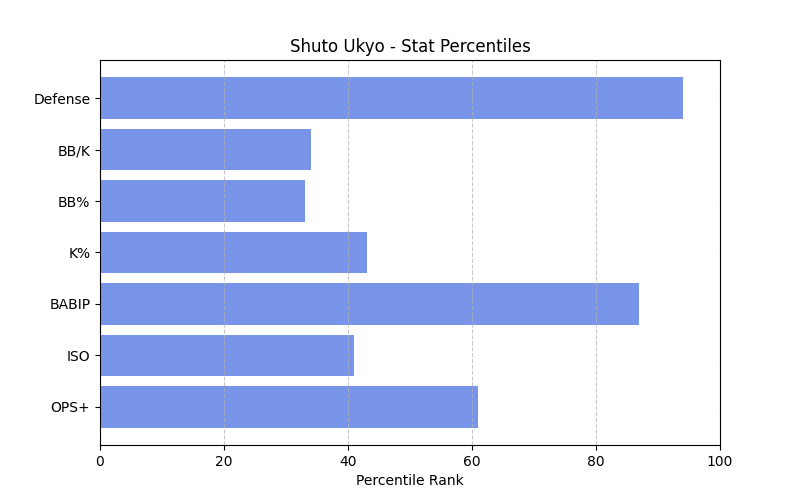 Shuto Ukyo - Stat Percentiles
Defense
BB/K
BB%
K%
BABIP
ISO
OPS+
0 20 40 60 80 100
Percentile Rank